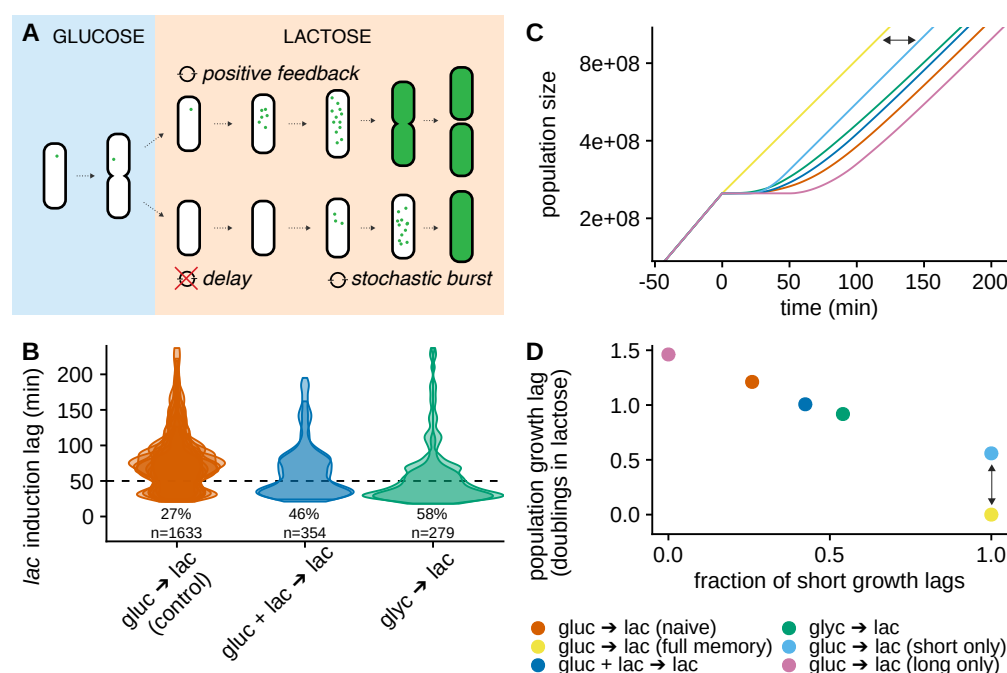 A
GLUCOSE
LACTOSE
positive feedback
delay
stochastic burst
B
lac induction lag (min)
200
150
100
50
0
27%
46%
58%
n=1633
n=354
n=279
gluc ➔ lac
(control)
gluc + lac ➔ lac
glyc ➔ lac
C
population size
8e+08
4e+08
2e+08
-50
0
50
100
150
200
time (min)
D
population growth lag
(doublings in lactose)
1.5
1.0
0.5
0.0
0.0
0.5
1.0
fraction of short growth lags
gluc ➔ lac (naive)
gluc ➔ lac (full memory)
gluc + lac ➔ lac
glyc ➔ lac
gluc ➔ lac (short only)
gluc ➔ lac (long only)